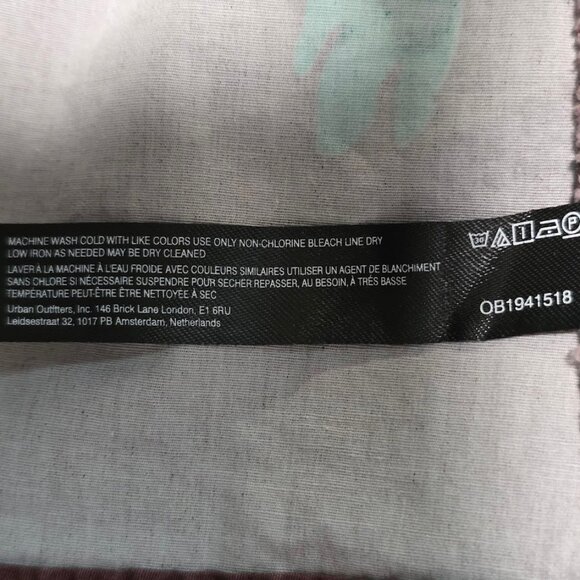 MACHINE WASH COLD WITH LIKE COLORS USE ONLY NON-CHLORINE BLEACH LINE DRY
LOW IRON AS NEEDED MAY BE DRY CLEANED
LAVER À LA MACHINE À L'EAU FROIDE AVEC COULEURS SIMILAIRES UTILISER UN AGENT DE BLANCHIMENT
SANS CHLORE SI NÉCESSAIRE SUSPENDRE POUR SECHER REPASSER, AU BESOIN, À TRÈS BASSE
TEMPÉRATURE PEUT-ÊTRE ÊTRE NETTOYÉE À SEC
Urban Outfitters, Inc. 146 Brick Lane London, E1 6RU
Leidsestraat 32, 1017 PB Amsterdam, Netherlands
30 P
OB1941518